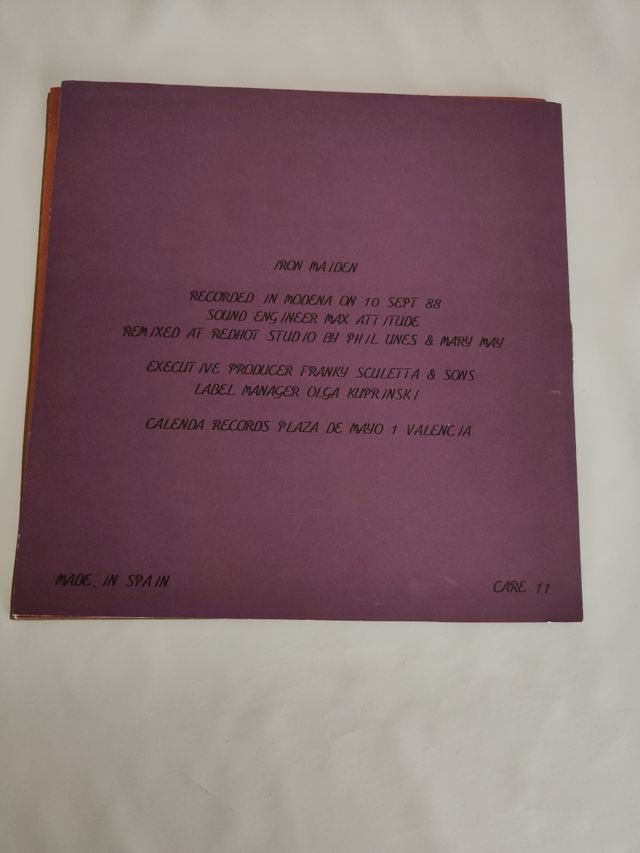 IRON MAIDEN
RECORDED IN MODENA ON 10 SEPT 88
SOUND ENGINEER MAX ATTITUDE
REMIXED AT REDHOT STUDIO BY PHIL UNES & MARY MAY
EXECUTIVE PRODUCER FRANKY SCULETTA & SONS
LABEL MANAGER OLGA KUPRINSKI
CALENDA RECORDS PLAZA DE MAYO 1 VALENCIA
MADE. IN SPAIN
CARE 11